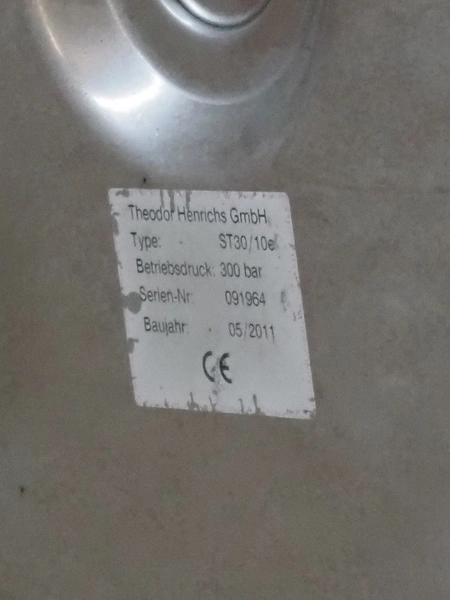 Theodor Henrichs GmbH
Type: ST30/10e
Betriebsdruck: 300 bar
Serien-Nr: 091964
Baujahr: 05/2011
CE